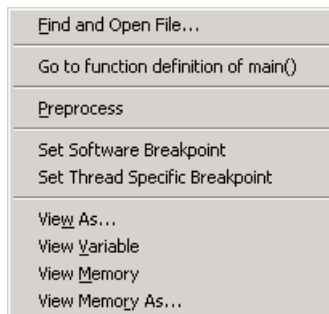 Find and Open File...
Go to function definition of main()
Preprocess
Set Software Breakpoint
Set Thread Specific Breakpoint
View As...
View Variable
View Memory
View Memory As...